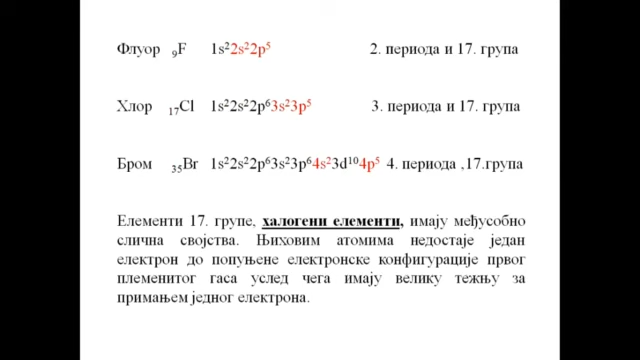 Флуор ₉F 1s²2s²2p⁵ 2. периода и 17. група
Хлор ₁₇Cl 1s²2s²2p⁶3s²3p⁵ 3. периода и 17. група
Бром ₃₅Br 1s²2s²2p⁶3s²3p⁶4s²3d¹⁰4p⁵ 4. периода ,17.група
Елементи 17. групе, халогени елементи, имају међусобно
слична својства. Њиховим атомима недостаје један
електрон до попуњене електронске конфигурације првог
племенитог гаса услед чега имају велику тежњу за
примањем једног електрона.